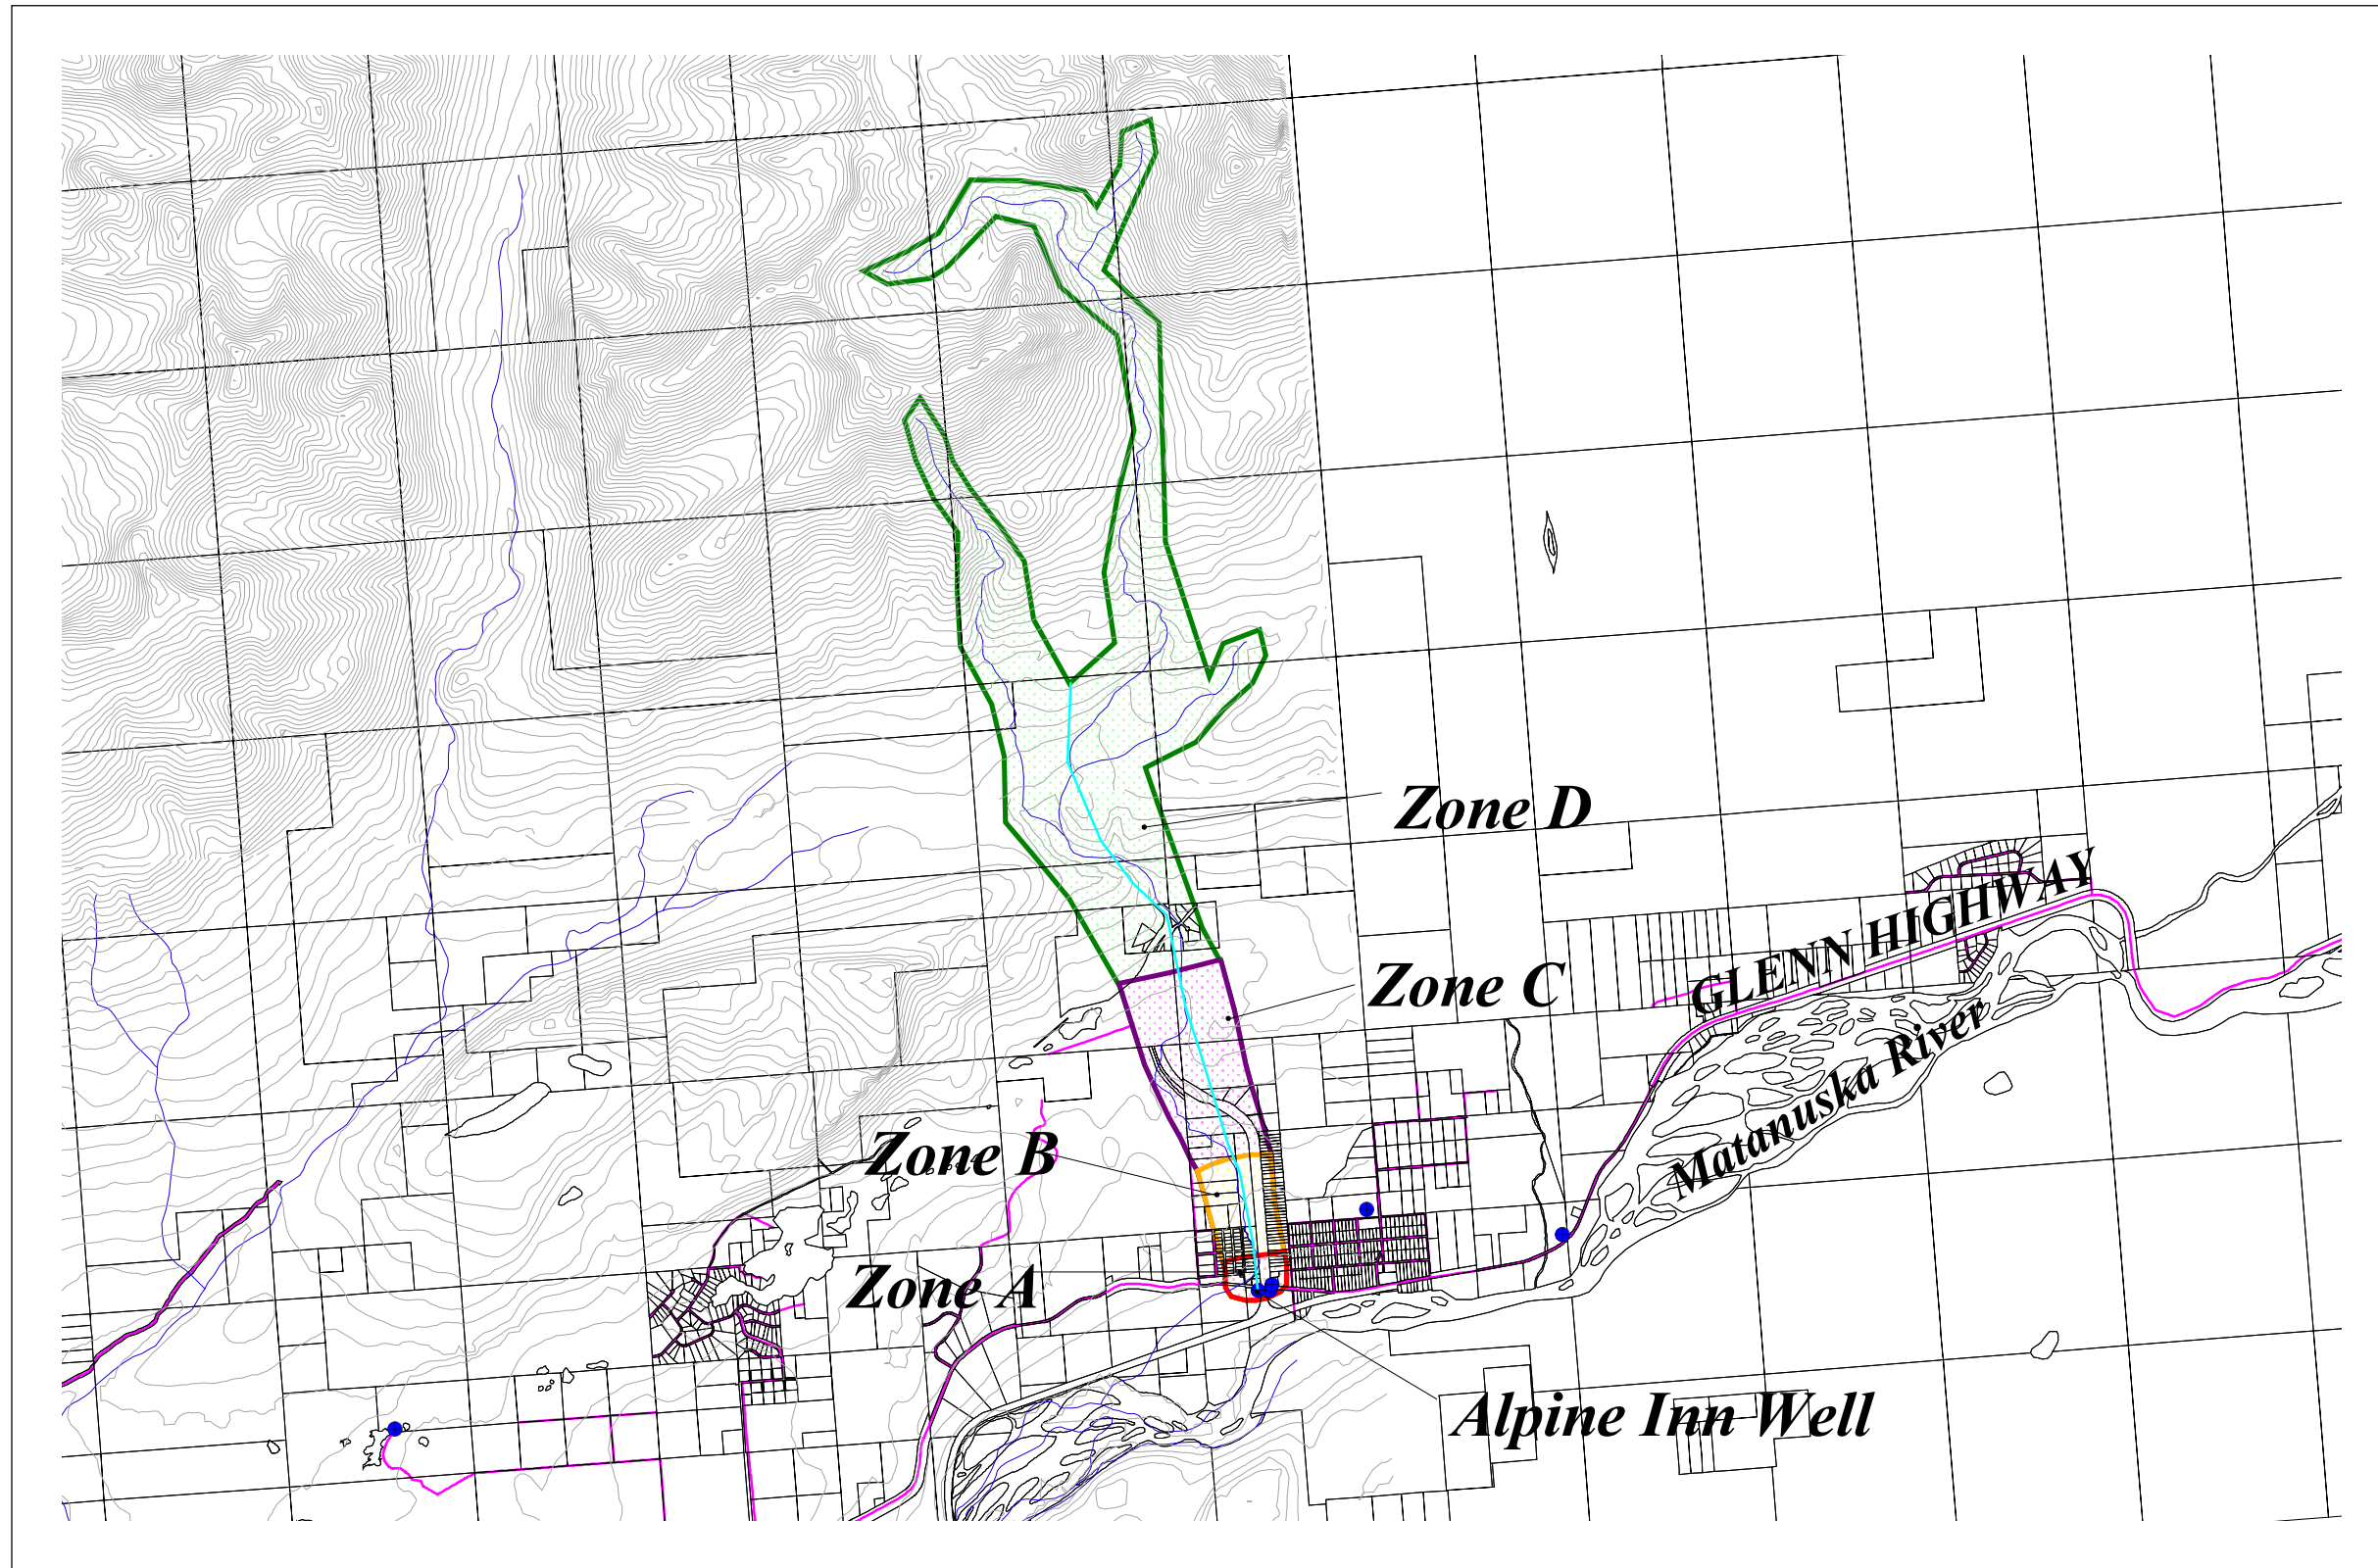 Zone D
GLENN HIGHWAY
Zone C
Matanuska River
Zone B
Zone A
Alpine Inn Well